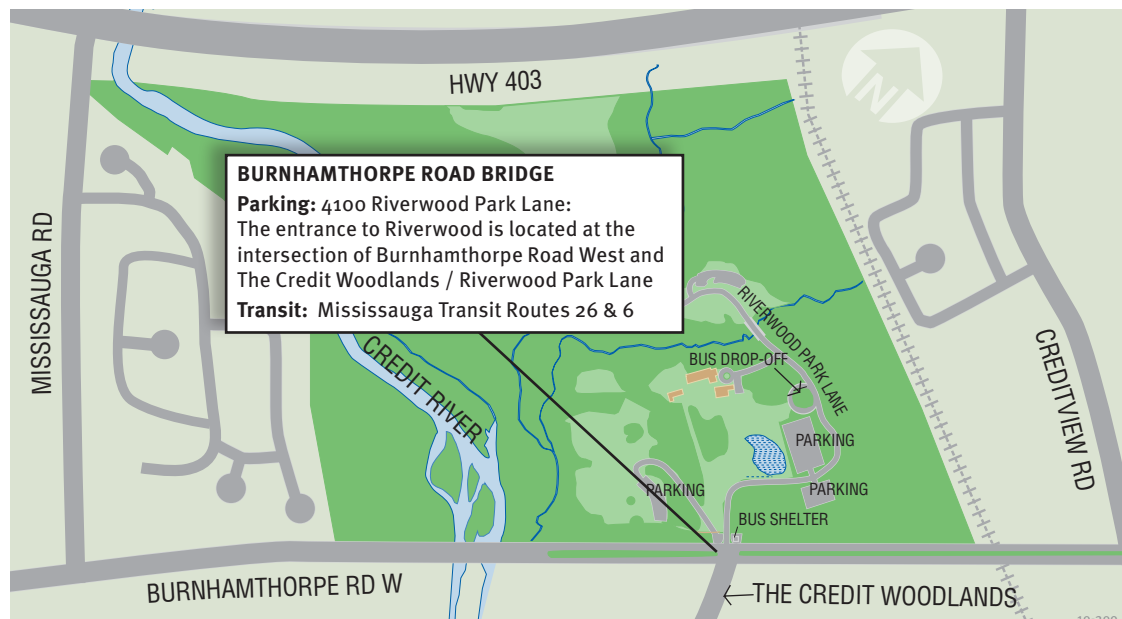 HWY 403
N
BURNHAMTHORPE ROAD BRIDGE
Parking: 4100 Riverwood Park Lane:
The entrance to Riverwood is located at the
intersection of Burnhamthorpe Road West and
The Credit Woodlands / Riverwood Park Lane
Transit: Mississauga Transit Routes 26 & 6
MISSISSAUGA RD
CREDIT RIVER
RIVERWOOD PARK LANE
BUS DROP-OFF
CREDITVIEW RD
PARKING
PARKING
PARKING
BUS SHELTER
BURNHAMTHORPE RD W
THE CREDIT WOODLANDS